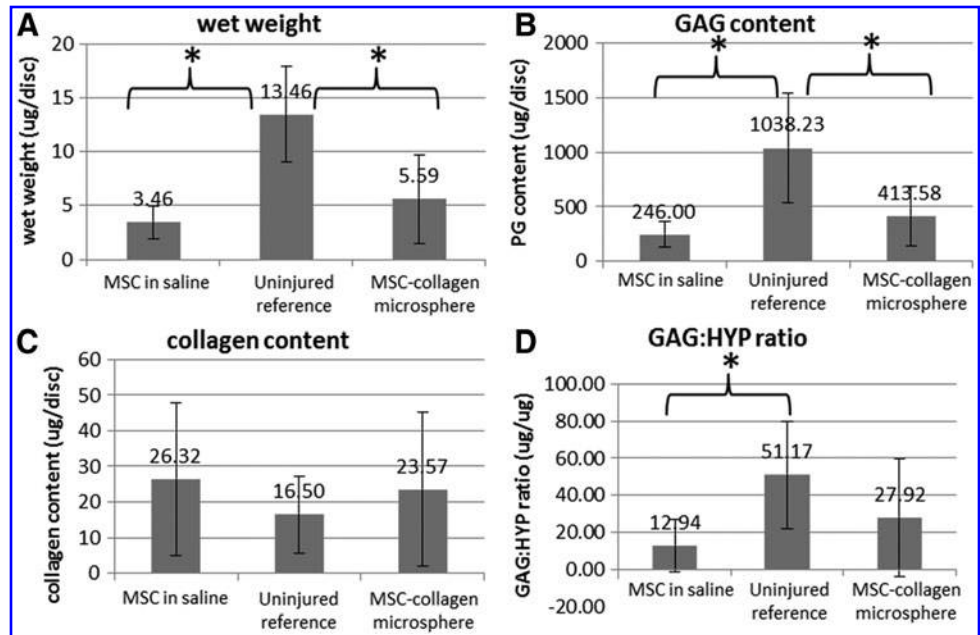 A
wet weight
wet weight (ug/disc)
20
15
10
5
0
*
*
3.46
13.46
5.59
MSC in saline
Uninjured
reference
MSC-collagen
microsphere
B
GAG content
PG content (ug/disc)
2000
1500
1000
500
0
*
*
246.00
1038.23
413.58
MSC in saline
Uninjured
reference
MSC-collagen
microsphere
C
collagen content
collagen content (ug/disc)
60
50
40
30
20
10
0
26.32
16.50
23.57
MSC in saline
Uninjured
reference
MSC-collagen
microsphere
D
GAG:HYP ratio
GAG:HYP ratio (ug/ug)
100.00
80.00
60.00
40.00
20.00
0.00
-20.00
*
12.94
51.17
27.92
MSC in saline
Uninjured
reference
MSC-collagen
microsphere